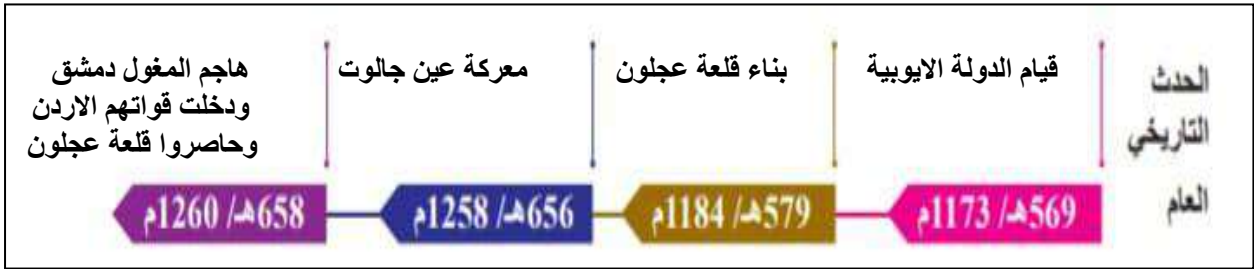 الحدث
التاريخي
قيام الدولة الايوبية
بناء قلعة عجلون
معركة عين جالوت
هاجم المغول دمشق
ودخلت قواتهم الاردن
وحاصروا قلعة عجلون
العام
569هـ/ 1173م
579هـ/ 1184م
656هـ/ 1258م
658هـ/ 1260م